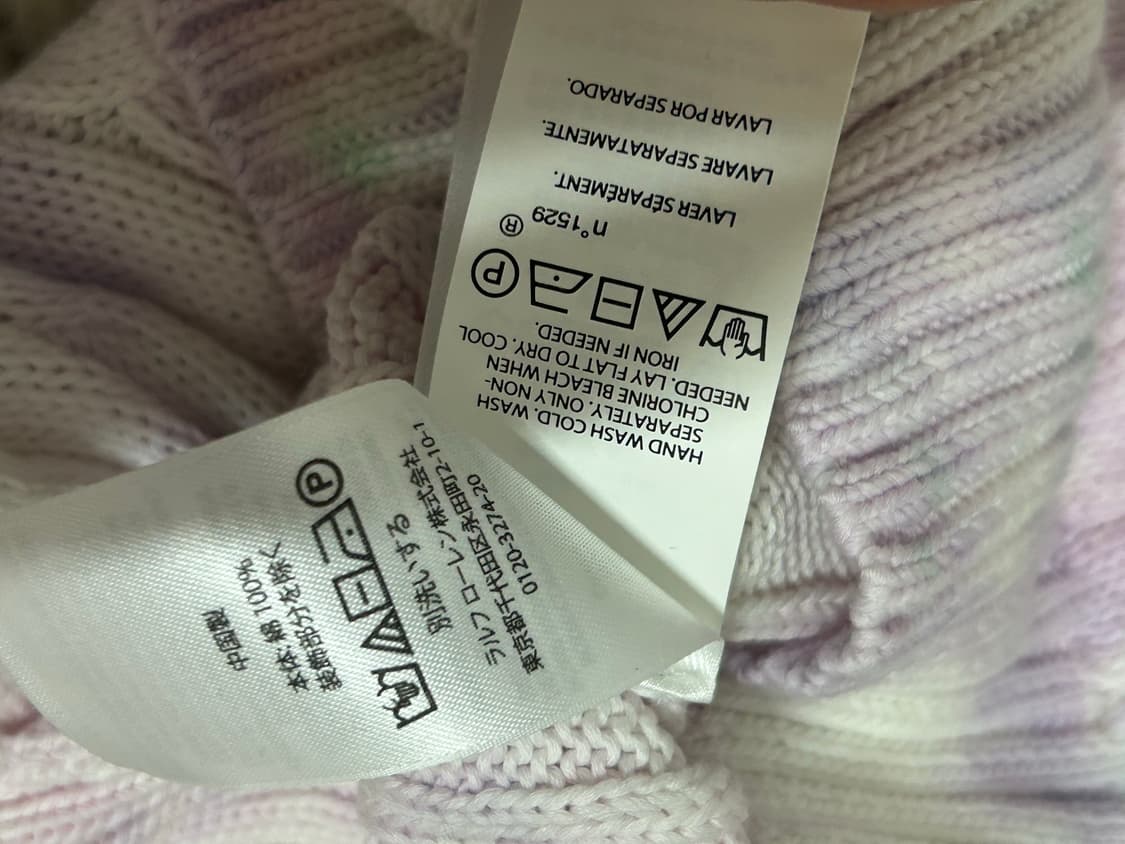 HAND WASH COLD. WASH
SEPARATELY. ONLY NON-
CHLORINE BLEACH WHEN
NEEDED. LAY FLAT TO DRY. COOL
IRON IF NEEDED.
P
n°1529 ®
LAVER SÉPARÉMENT.
LAVARE SEPARATAMENTE.
LAVAR POR SEPARADO.
中国製
本体 綿 100%
装飾部分を除く
P
別洗いする
ラルフ ローレン株式会社
東京都千代田区永田町2-10-1
0120-3274-20